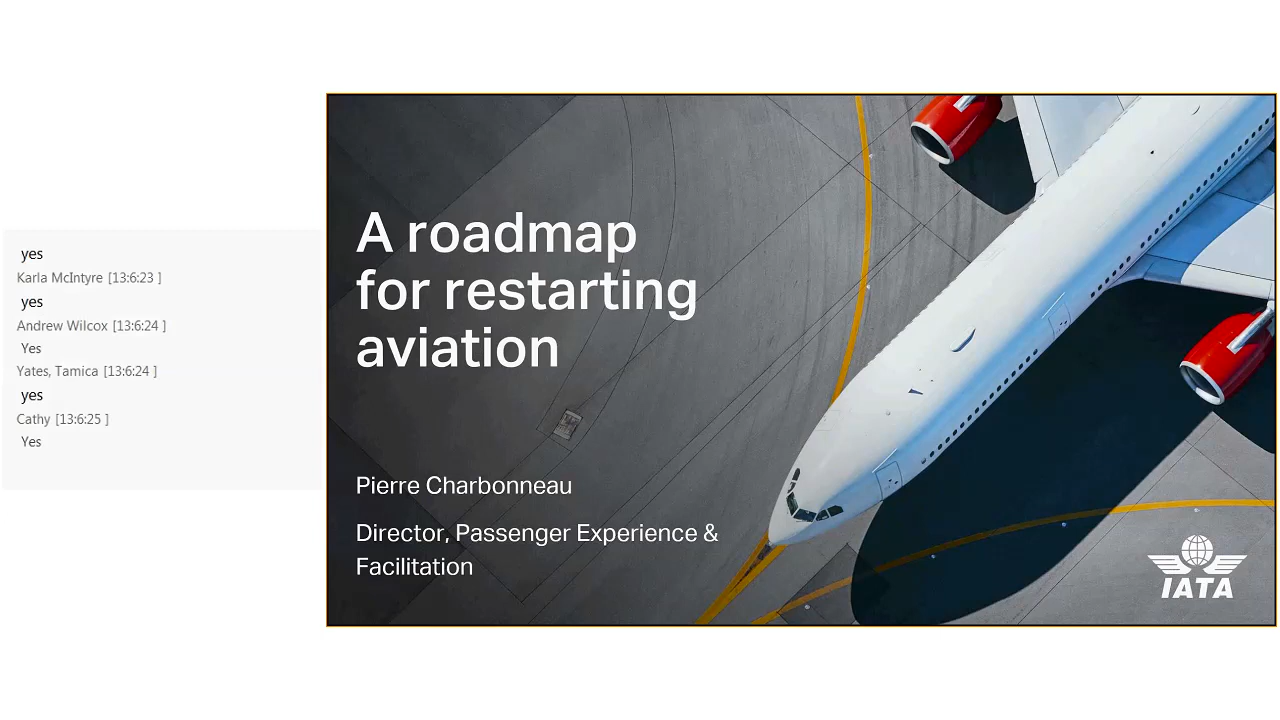 yes
Karla McIntyre [13:6:23 ]
yes
Andrew Wilcox [13:6:24 ]
Yes
Yates, Tamica [13:6:24 ]
yes
Cathy [13:6:25 ]
Yes
A roadmap
for restarting
aviation
Pierre Charbonneau
Director, Passenger Experience &
Facilitation
IATA